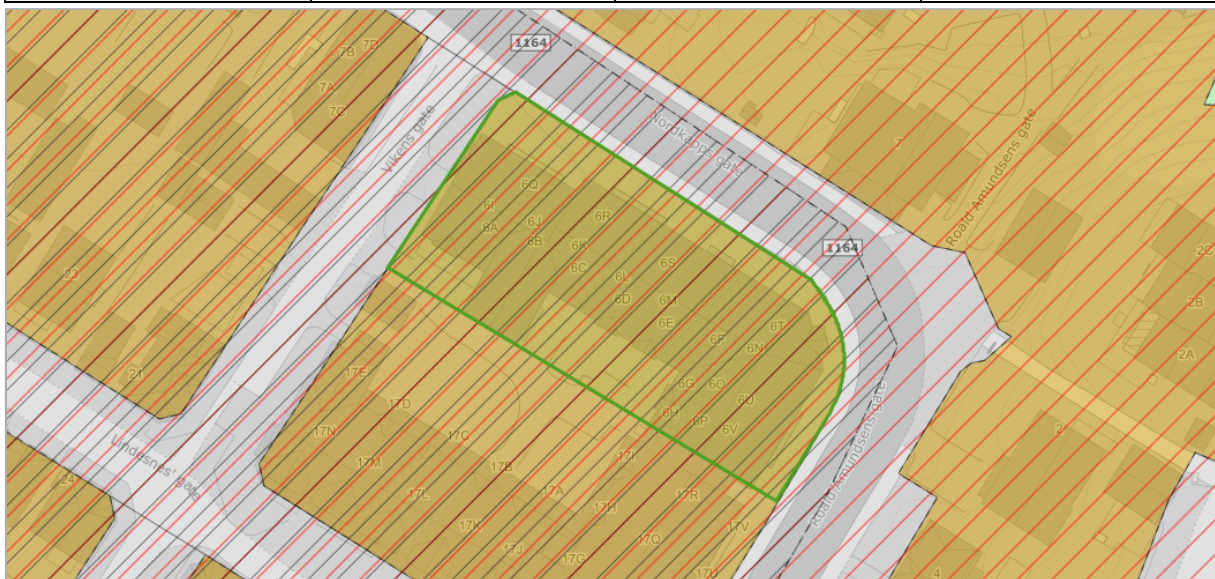 1164
7B
7D
7A
7C
Vikens gate
Nordkapps gate
7
Roald Amundsens gate
6Q
6I
6R
6A
6J
6B
6K
6C
6S
6L
6D
6M
6E
6T
6F
6N
1164
23
2C
2B
2A
21
17E
17D
6G
6O
6U
6H
6P
6V
17N
17C
17M
17B
17I
Lindesnes' gate
24
17L
17A
17H
17R
17K
17V
17J
17Q
17G
17U
Roald Amundsens gate
4